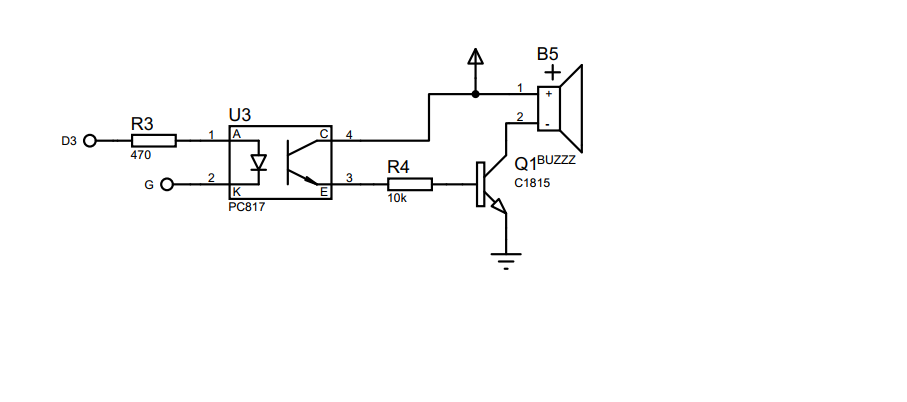 B5
+
1
+
2
-
U3
R3
D3
470
1
A
C
4
G
2
K
E
3
PC817
R4
10k
Q1
BUZZZ
C1815